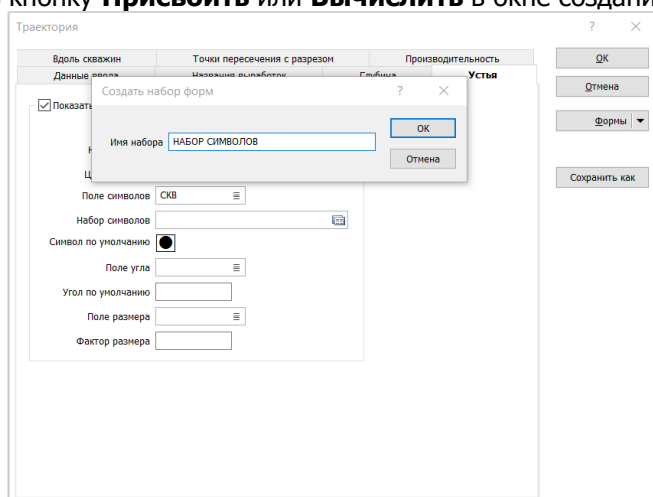 кнопку Присвоить или Вычислить в окне создани
Траектория ? ×
Вдоль скважин Точки пересечения с разрезом Производительность
Данные ввода Названия выработок Глубина Устья
OK
Отмена
Формы
Сохранить как
Показать
Создать набор форм ? ×
Имя набора НАБОР СИМВОЛОВ
OK
Отмена
Поле символов СКВ
Набор символов
Символ по умолчанию
Поле угла
Угол по умолчанию
Поле размера
Фактор размера